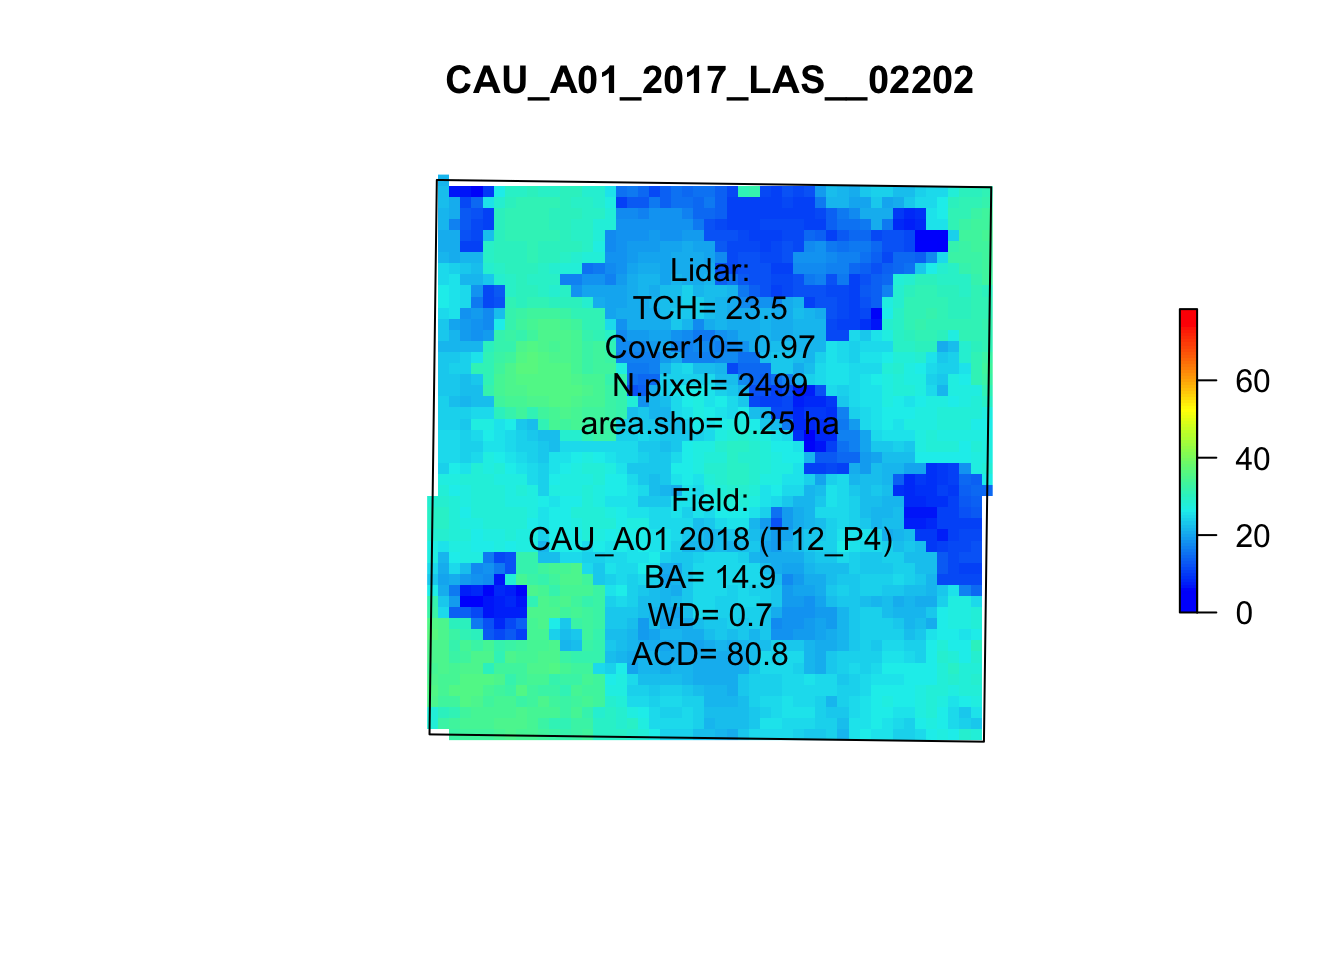 CAU_A01_2017_LAS__02202
Lidar:
TCH= 23.5
Cover10= 0.97
N.pixel= 2499
area.shp= 0.25 ha
Field:
CAU_A01 2018 (T12_P4)
BA= 14.9
WD= 0.7
ACD= 80.8
60
40
20
0